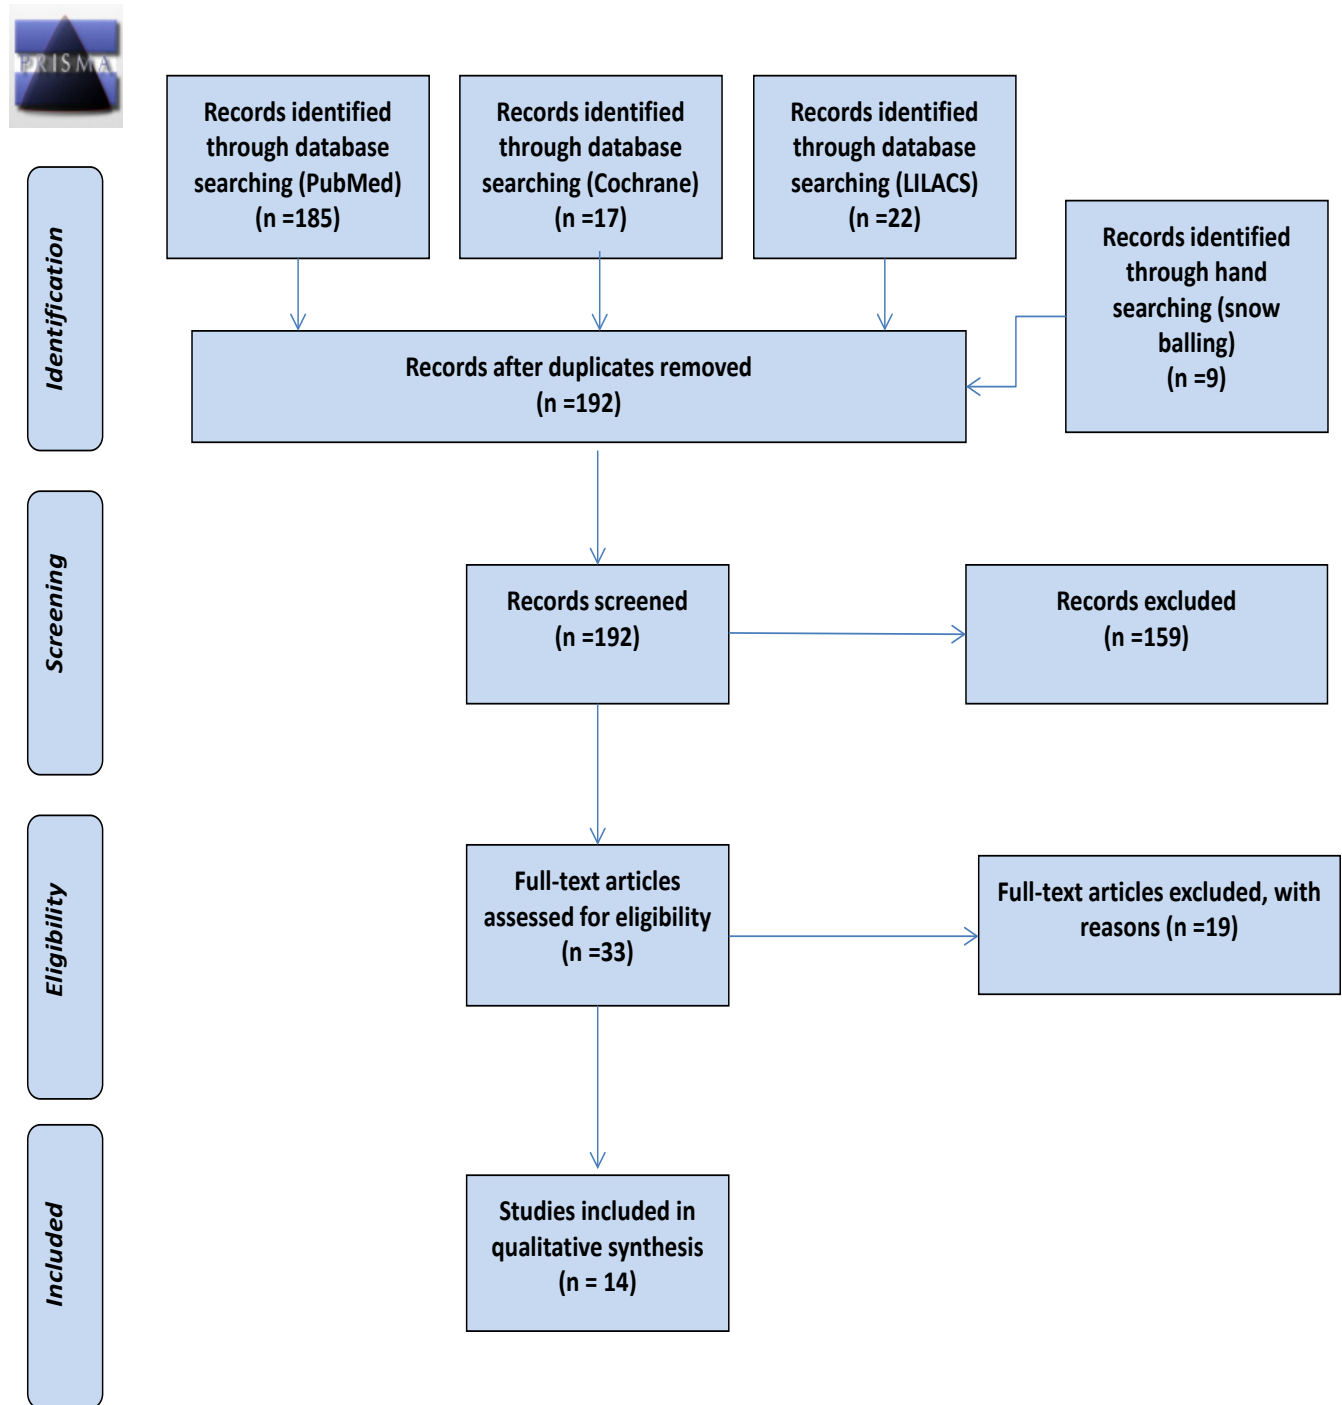 PRISMA
Records identified
through database
searching (PubMed)
(n =185)
Records identified
through database
searching (Cochrane)
(n =17)
Records identified
through database
searching (LILACS)
(n =22)
Records identified
through hand
searching (snow
balling)
(n =9)
Identification
Records after duplicates removed
(n =192)
Screening
Records screened
(n =192)
Records excluded
(n =159)
Eligibility
Full-text articles
assessed for eligibility
(n =33)
Full-text articles excluded, with
reasons (n =19)
Included
Studies included in
qualitative synthesis
(n = 14)